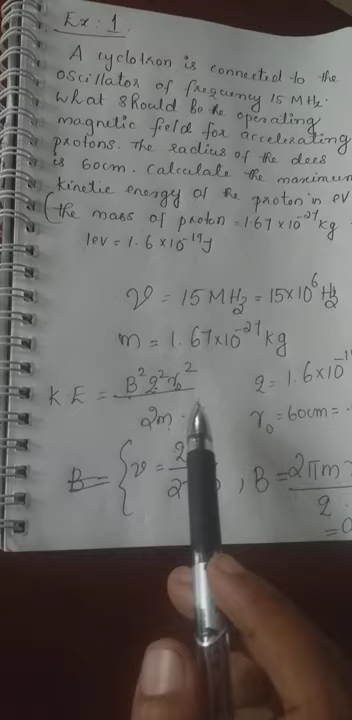 Ex: 1
A cyclotron is connected to the
oscillator of frequency 15 MHz.
What should be the operating
magnetic field for accelerating
protons. The radius of the dees
is 60cm. Calculate the maximum
kinetic energy of the proton in eV
(the mass of proton = 1.67×10⁻²⁷ kg
1ev = 1.6×10⁻¹⁹J
ν = 15 MHz = 15×10⁶ Hz
m = 1.67×10⁻²⁷ kg
KE = B²q²r₀² / 2m
q = 1.6×10
r₀ = 60cm =
B = { ν =
, B = 2πm
q
=